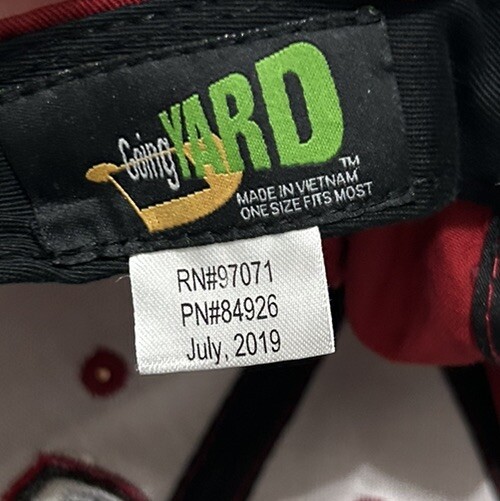 Going YARD
TM
MADE IN VIETNAM
ONE SIZE FITS MOST
RN#97071
PN#84926
July, 2019